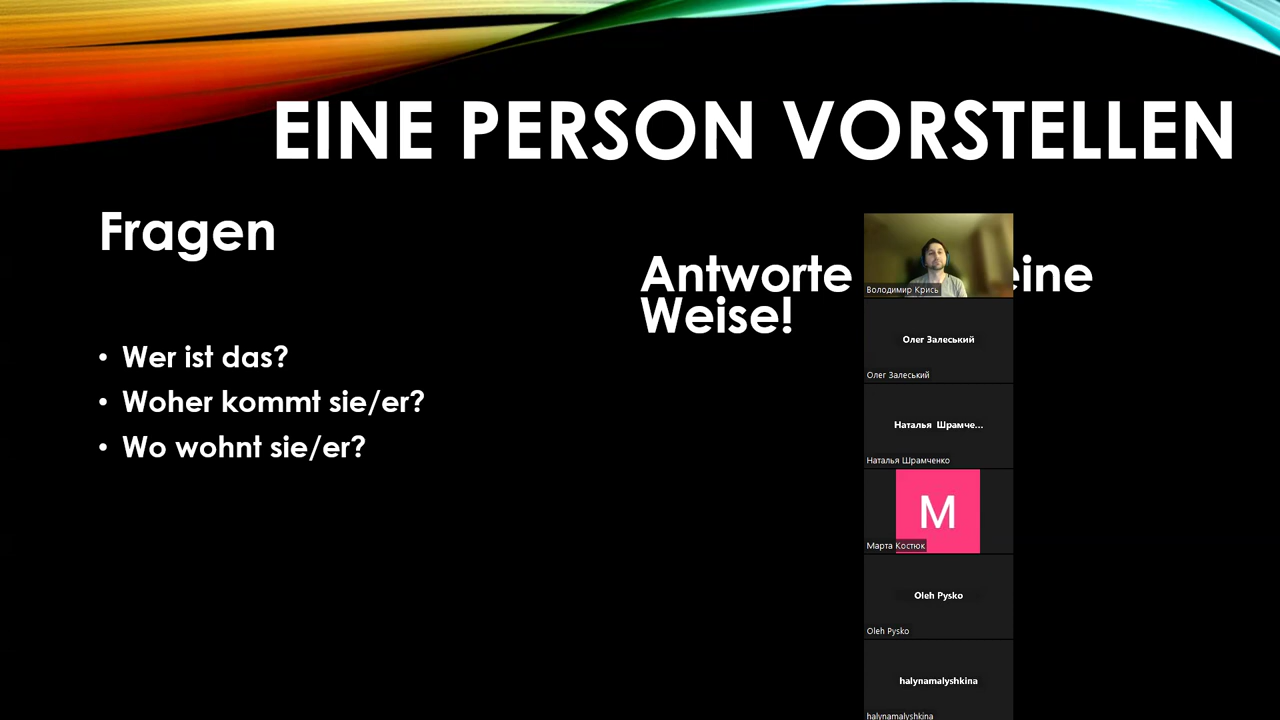 EINE PERSON VORSTELLEN
Fragen
Antworte eine
Weise!
• Wer ist das?
• Woher kommt sie/er?
• Wo wohnt sie/er?
Володимир Крись
Олег Залеський
Олег Залеський
Наталья Шрамче...
Наталья Шрамченко
M
Марта Костюк
Oleh Pysko
Oleh Pysko
halynamalyshkina
halynamalyshkina